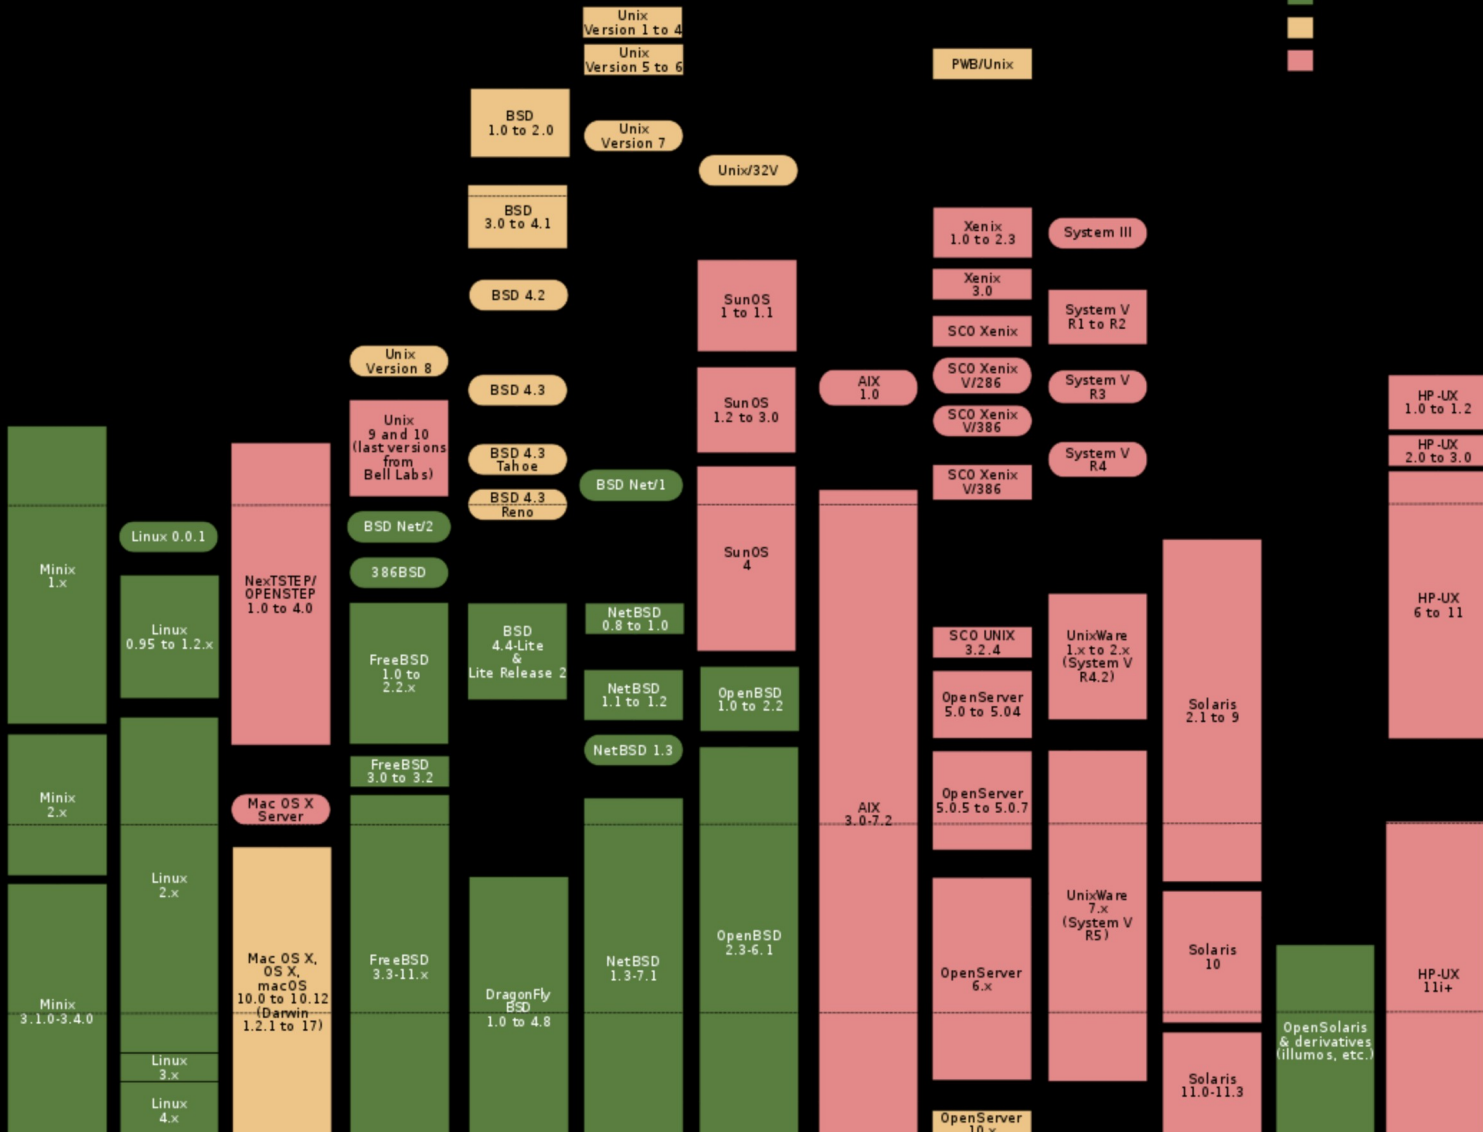 Unix
Version 1 to 4
Unix
Version 5 to 6
PWB/Unix
BSD
1.0 to 2.0
Unix
Version 7
Unix/32V
BSD
3.0 to 4.1
Xenix
1.0 to 2.3
System III
Xenix
3.0
BSD 4.2
SunOS
1 to 1.1
System V
R1 to R2
SCO Xenix
Unix
Version 8
SCO Xenix
V/286
System V
R3
AIX
1.0
BSD 4.3
HP-UX
1.0 to 1.2
SunOS
1.2 to 3.0
SCO Xenix
V/386
Unix
9 and 10
(last versions
from
Bell Labs)
HP-UX
2.0 to 3.0
BSD 4.3
Tahoe
System V
R4
BSD Net/1
SCO Xenix
V/386
BSD 4.3
Reno
BSD Net/2
Linux 0.0.1
SunOS
4
Minix
1.x
386BSD
NexTSTEP/
OPENSTEP
1.0 to 4.0
HP-UX
6 to 11
NetBSD
0.8 to 1.0
Linux
0.95 to 1.2.x
BSD
4.4-Lite
&
Lite Release 2
SCO UNIX
3.2.4
UnixWare
1.x to 2.x
(System V
R4.2)
FreeBSD
1.0 to
2.2.x
NetBSD
1.1 to 1.2
OpenBSD
1.0 to 2.2
OpenServer
5.0 to 5.04
Solaris
2.1 to 9
NetBSD 1.3
FreeBSD
3.0 to 3.2
Minix
2.x
Mac OS X
Server
OpenServer
5.0.5 to 5.0.7
AIX
3.0-7.2
Linux
2.x
UnixWare
7.x
(System V
R5)
OpenBSD
2.3-6.1
Solaris
10
Mac OS X,
OS X,
macOS
10.0 to 10.12
(Darwin
1.2.1 to 17)
FreeBSD
3.3-11.x
NetBSD
1.3-7.1
OpenServer
6.x
HP-UX
11i+
DragonFly
BSD
1.0 to 4.8
Minix
3.1.0-3.4.0
OpenSolaris
& derivatives
(illumos, etc.)
Linux
3.x
Solaris
11.0-11.3
Linux
4.x
OpenServer
10.x